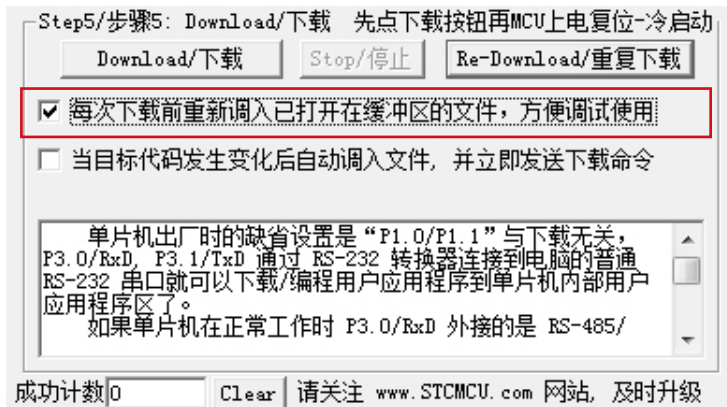 Step5/步骤5: Download/下载 先点下载按钮再MCU上电复位-冷启动
Download/下载 Stop/停止 Re-Download/重复下载
每次下载前重新调入已打开在缓冲区的文件，方便调试使用
当目标代码发生变化后自动调入文件, 并立即发送下载命令
单片机出厂时的缺省设置是“P1.0/P1.1”与下载无关，
P3.0/RxD, P3.1/TxD 通过 RS-232 转换器连接到电脑的普通
RS-232 串口就可以下载/编程用户应用程序到单片机内部用户
应用程序区了。
如果单片机在正常工作时 P3.0/RxD 外接的是 RS-485/
成功计数 0 Clear 请关注 www.STCMCU.com 网站, 及时升级